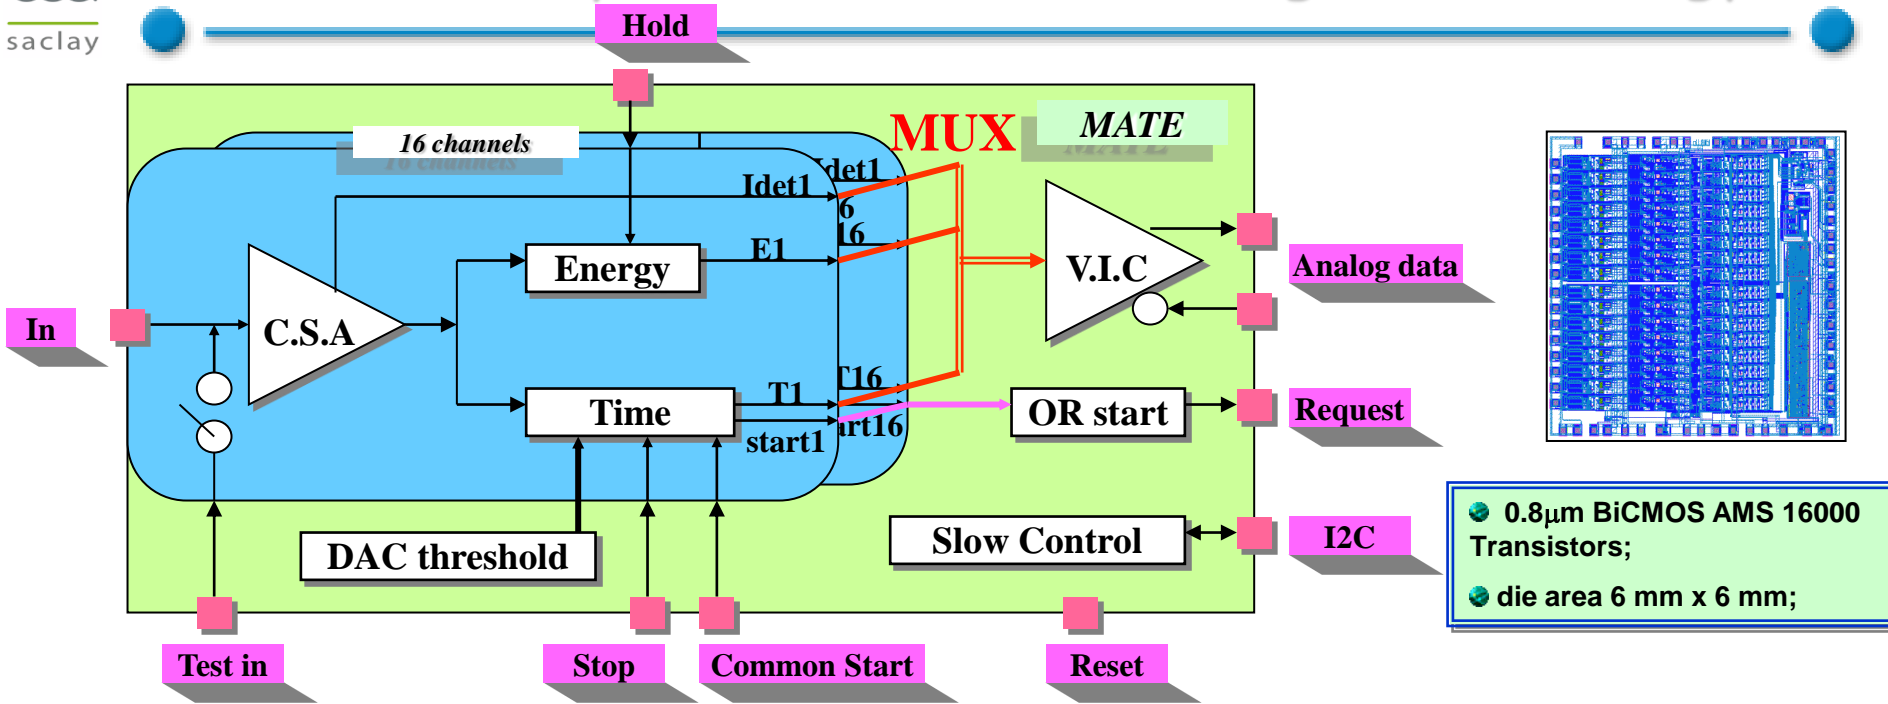 saclay
Hold
16 channels
MUX
MATE
Idet1
E1
16
Energy
V.I.C
Analog data
In
C.S.A
T1
T16
Time
start1
OR start
Request
DAC threshold
Slow Control
I2C
Test in
Stop
Common Start
Reset
0.8μm BiCMOS AMS 16000
Transistors;
die area 6 mm x 6 mm;